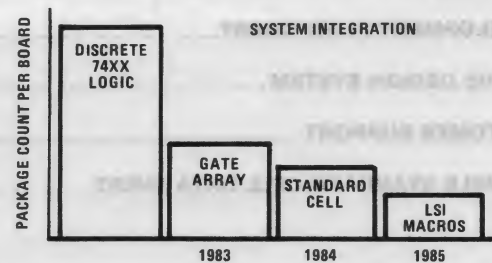 SYSTEM INTEGRATION
PACKAGE COUNT PER BOARD
DISCRETE
74XX
LOGIC
GATE
ARRAY
STANDARD
CELL
LSI
MACROS
1983
1984
1985